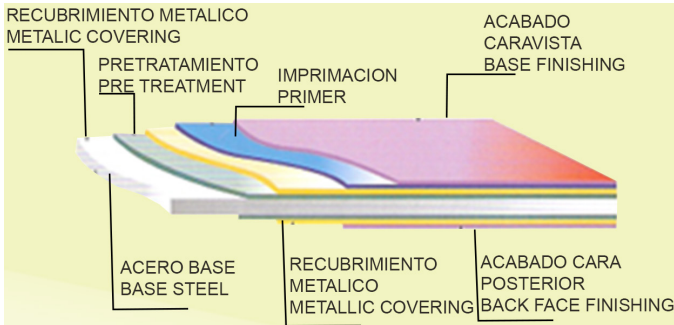 RECUBRIMIENTO METALICO
METALIC COVERING
PRETRATAMIENTO
PRE TREATMENT
IMPRIMACION
PRIMER
ACABADO
CARAVISTA
BASE FINISHING
ACERO BASE
BASE STEEL
RECUBRIMIENTO
METALICO
METALLIC COVERING
ACABADO CARA
POSTERIOR
BACK FACE FINISHING